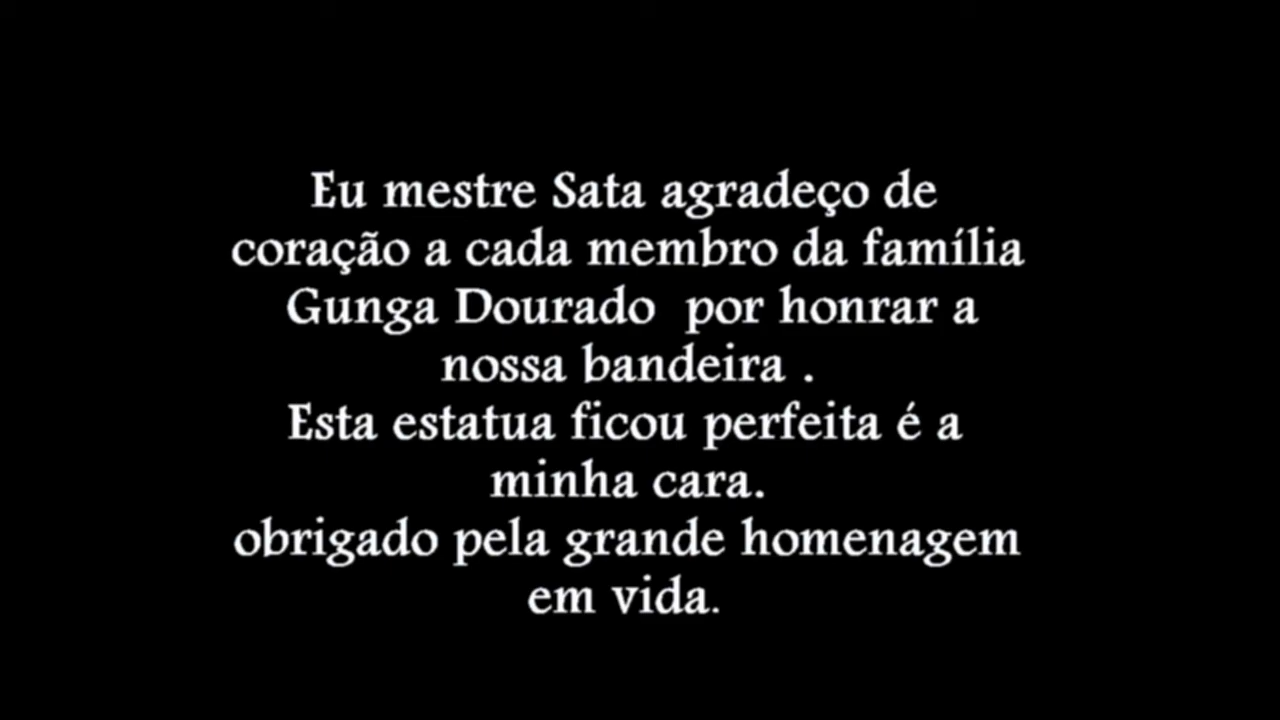 Eu mestre Sata agradeço de
coração a cada membro da família
Gunga Dourado  por honrar a
nossa bandeira .
Esta estatua ficou perfeita é a
minha cara.
obrigado pela grande homenagem
em vida.